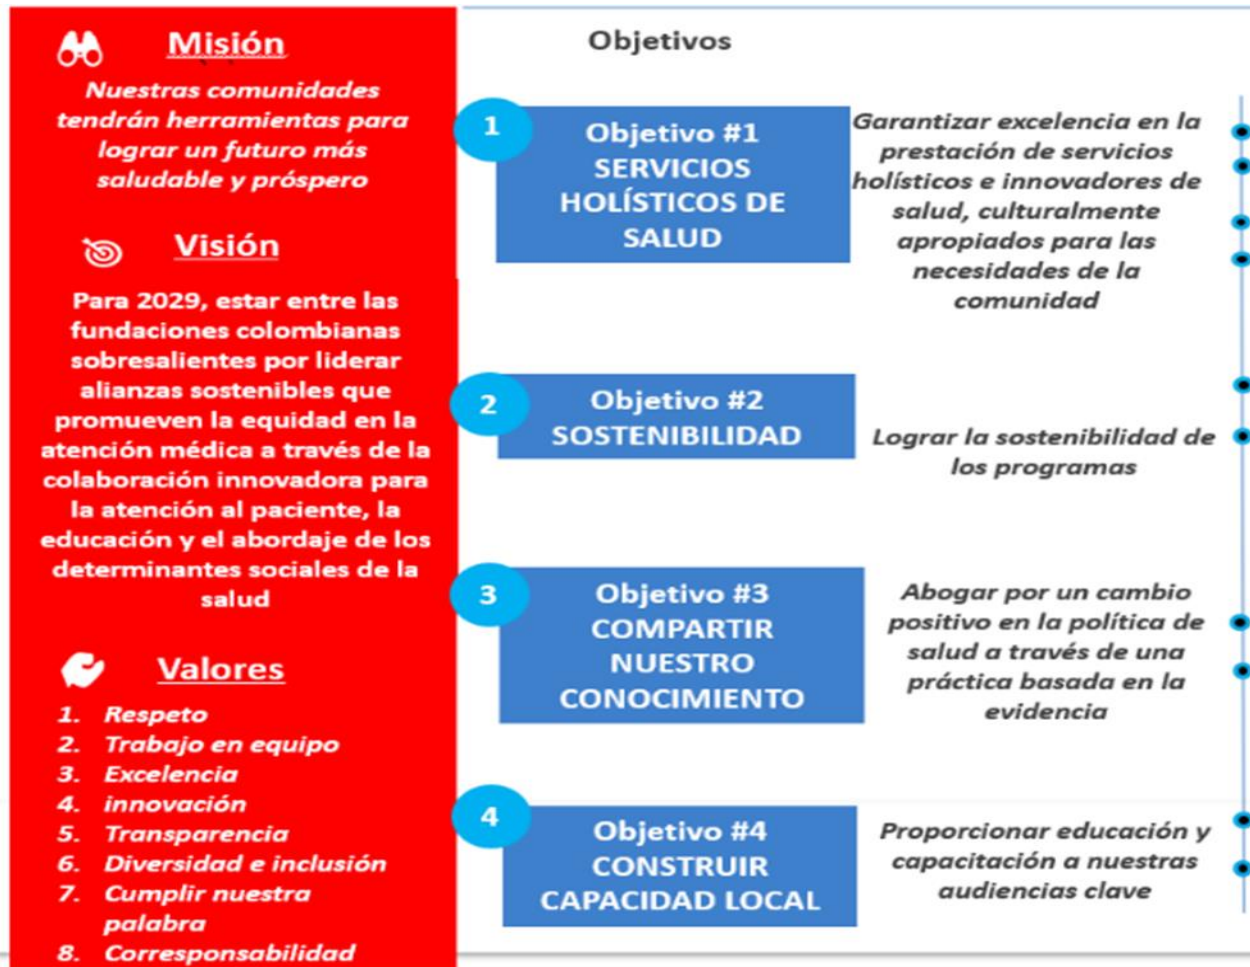 Misión
Nuestras comunidades
tendrán herramientas para
lograr un futuro más
saludable y próspero
Visión
Para 2029, estar entre las
fundaciones colombianas
sobresalientes por liderar
alianzas sostenibles que
promueven la equidad en la
atención médica a través de la
colaboración innovadora para
la atención al paciente, la
educación y el abordaje de los
determinantes sociales de la
salud
Valores
1. Respeto
2. Trabajo en equipo
3. Excelencia
4. innovación
5. Transparencia
6. Diversidad e inclusión
7. Cumplir nuestra
palabra
8. Corresponsabilidad
Objetivos
1
Objetivo #1
SERVICIOS
HOLÍSTICOS DE
SALUD
Garantizar excelencia en la
prestación de servicios
holísticos e innovadores de
salud, culturalmente
apropiados para las
necesidades de la
comunidad
2
Objetivo #2
SOSTENIBILIDAD
Lograr la sostenibilidad de
los programas
3
Objetivo #3
COMPARTIR
NUESTRO
CONOCIMIENTO
Abogar por un cambio
positivo en la política de
salud a través de una
práctica basada en la
evidencia
4
Objetivo #4
CONSTRUIR
CAPACIDAD LOCAL
Proporcionar educación y
capacitación a nuestras
audiencias clave